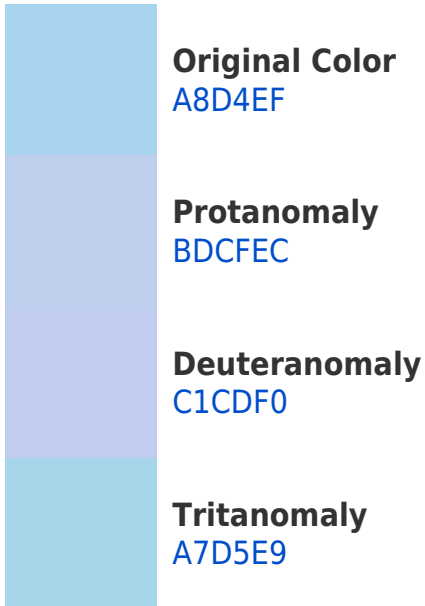 Original Color
A8D4EF
Protanomaly
BDCFEC
Deuteranomaly
C1CDF0
Tritanomaly
A7D5E9